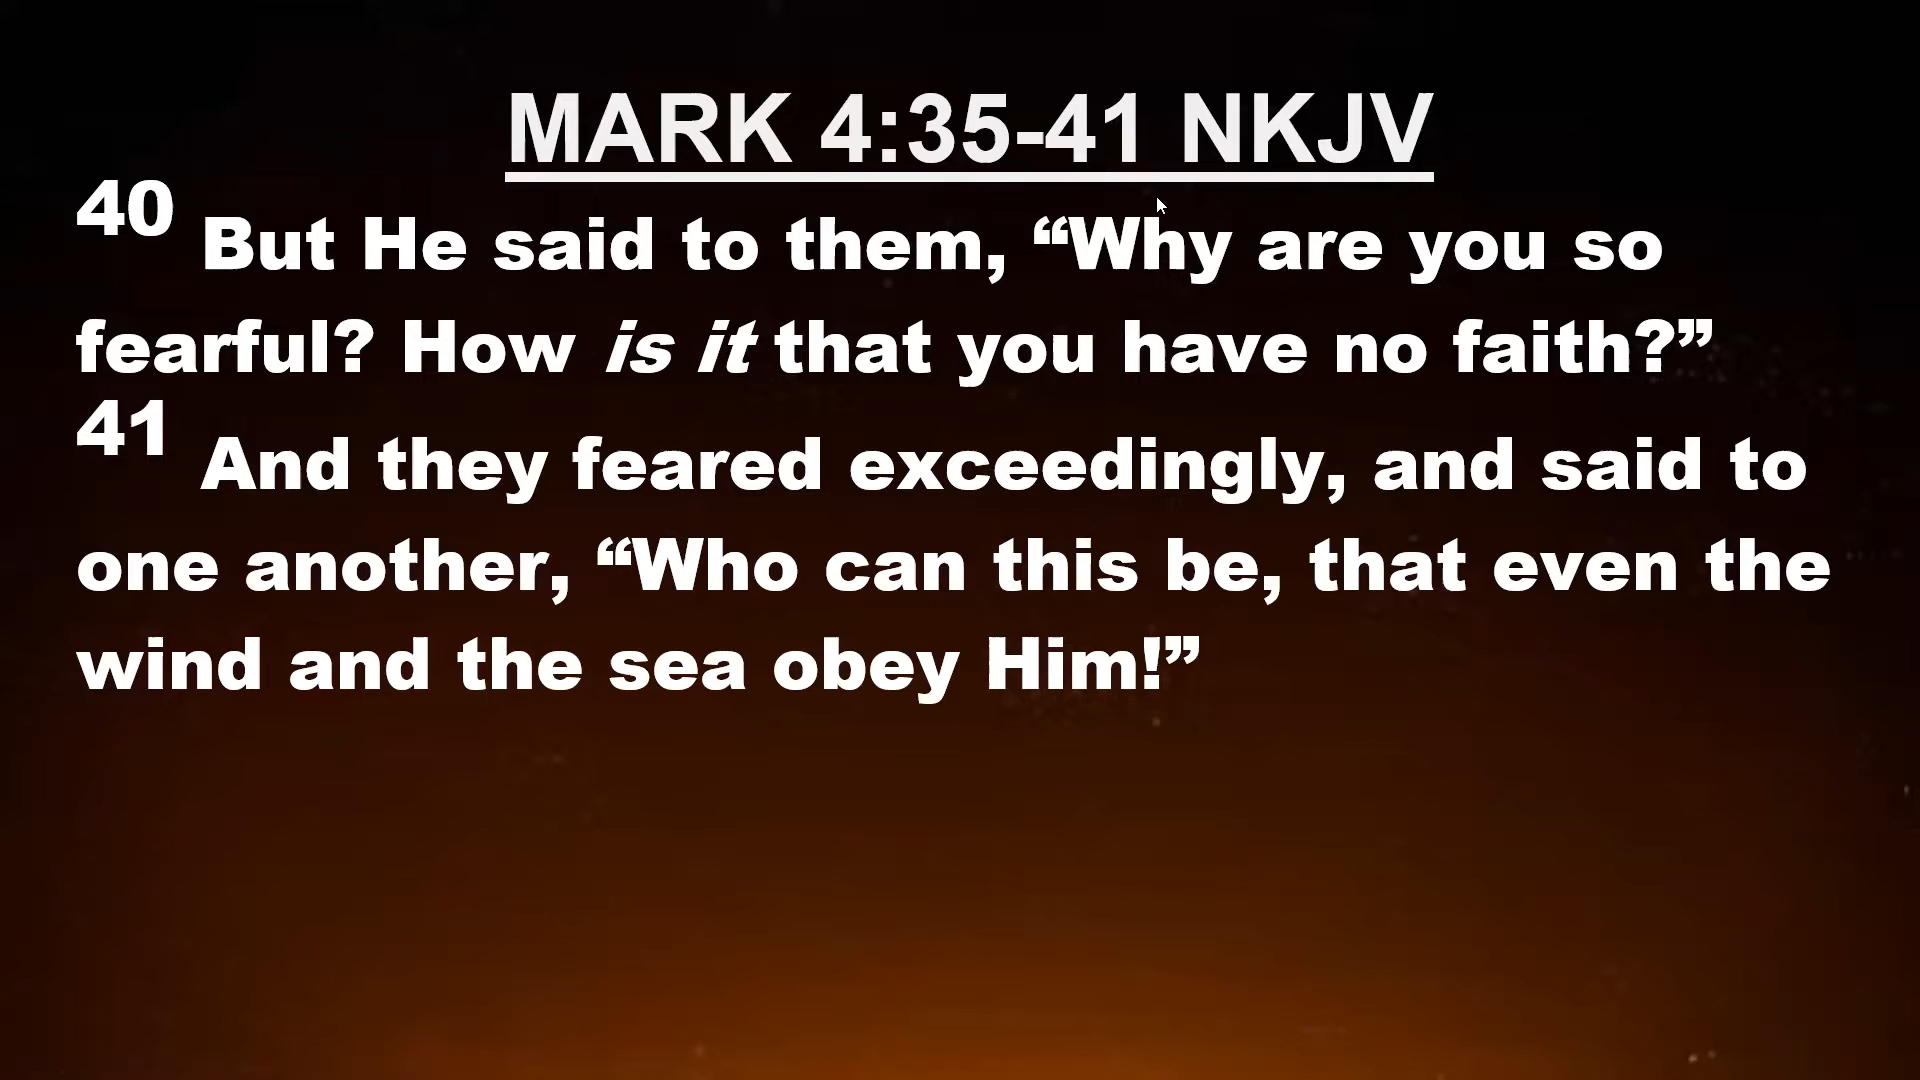 MARK 4:35-41 NKJV
40 But He said to them, “Why are you so
fearful? How is it that you have no faith?”
41 And they feared exceedingly, and said to
one another, “Who can this be, that even the
wind and the sea obey Him!”